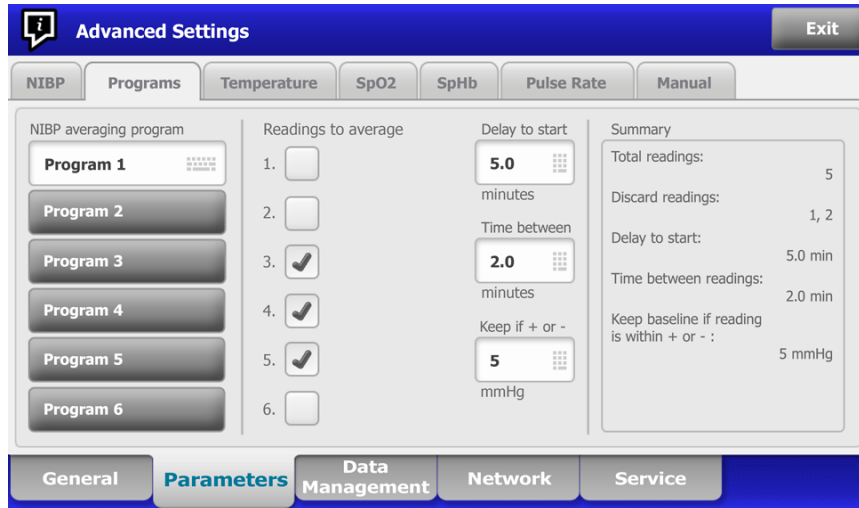 i
Advanced Settings
Exit
NIBP
Programs
Temperature
SpO2
SpHb
Pulse Rate
Manual
NIBP averaging program
Program 1
Program 2
Program 3
Program 4
Program 5
Program 6
Readings to average
1.
2.
3.
4.
5.
6.
Delay to start
5.0
minutes
Time between
2.0
minutes
Keep if + or -
5
mmHg
Summary
Total readings:
5
Discard readings:
1, 2
Delay to start:
5.0 min
Time between readings:
2.0 min
Keep baseline if reading
is within + or - :
5 mmHg
General
Parameters
Data
Management
Network
Service